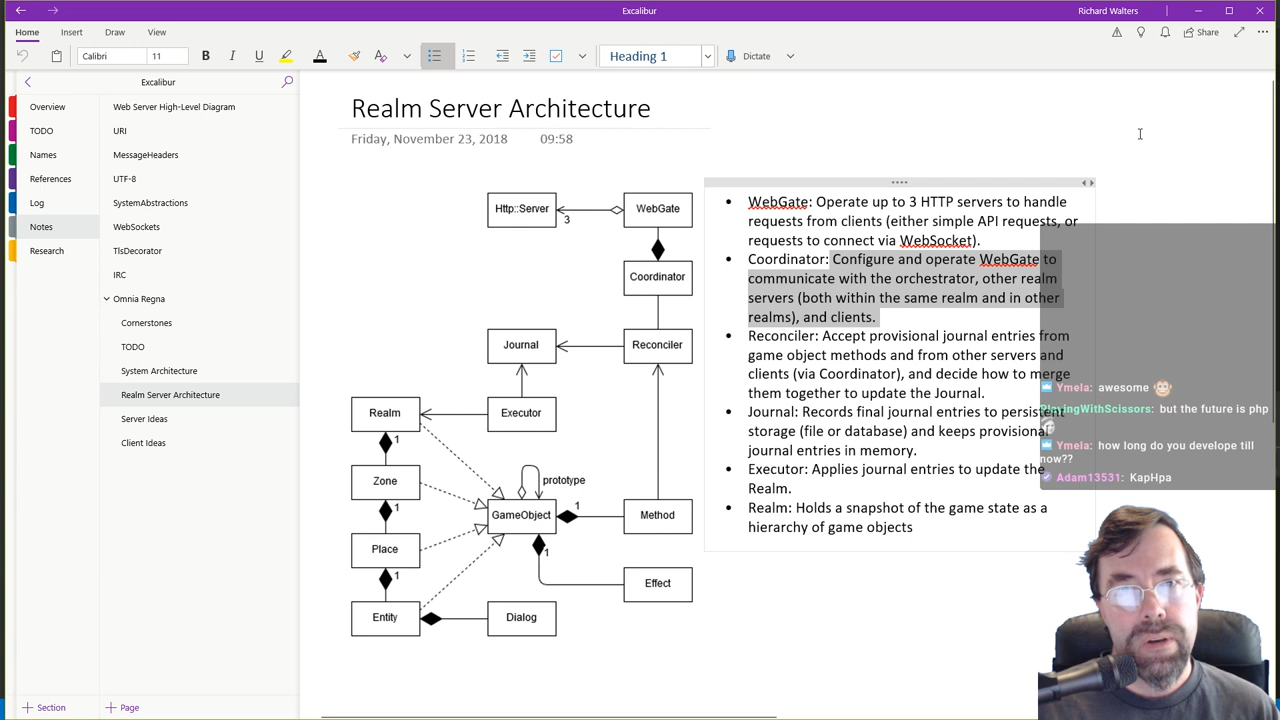 Excalibur
Richard Walters
Home
Insert
Draw
View
Share
Calibri
11
B
I
U
A
Heading 1
Dictate
Excalibur
Overview
TODO
Names
References
Log
Notes
Research
Web Server High-Level Diagram
URI
MessageHeaders
UTF-8
SystemAbstractions
WebSockets
TlsDecorator
IRC
Omnia Regna
Cornerstones
TODO
System Architecture
Realm Server Architecture
Server Ideas
Client Ideas
Section
Page
Realm Server Architecture
Friday, November 23, 2018 09:58
Http::Server
3
WebGate
Coordinator
Journal
Reconciler
Realm
Executor
1
Zone
prototype
1
GameObject
1
Method
Place
1
1
Effect
Entity
Dialog
• WebGate: Operate up to 3 HTTP servers to handle
requests from clients (either simple API requests, or
requests to connect via WebSocket).
• Coordinator: Configure and operate WebGate to
communicate with the orchestrator, other realm
servers (both within the same realm and in other
realms), and clients.
• Reconciler: Accept provisional journal entries from
game object methods and from other servers and
clients (via Coordinator), and decide how to merge
them together to update the Journal.
• Journal: Records final journal entries to persistent
storage (file or database) and keeps provisional
journal entries in memory.
• Executor: Applies journal entries to update the
Realm.
• Realm: Holds a snapshot of the game state as a
hierarchy of game objects
Ymela: awesome
PlayingWithScissors: but the future is php
Ymela: how long do you develope till
now??
Adam13531: KapHpa